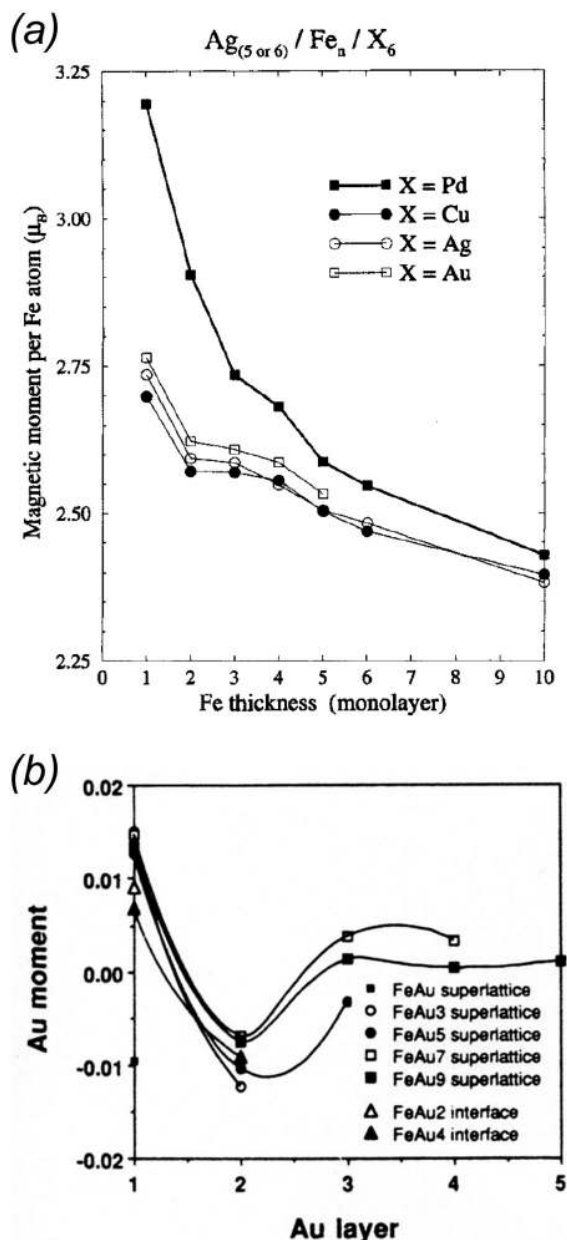 (a)
Ag(5 or 6) / Feₙ / X₆
3.25
3.00
2.75
2.50
2.25
Magnetic moment per Fe atom (μB)
X = Pd
X = Cu
X = Ag
X = Au
0 1 2 3 4 5 6 7 8 9 10
Fe thickness (monolayer)
(b)
0.02
0.01
0.00
-0.01
-0.02
Au moment
FeAu superlattice
FeAu3 superlattice
FeAu5 superlattice
FeAu7 superlattice
FeAu9 superlattice
FeAu2 interface
FeAu4 interface
1 2 3 4 5
Au layer